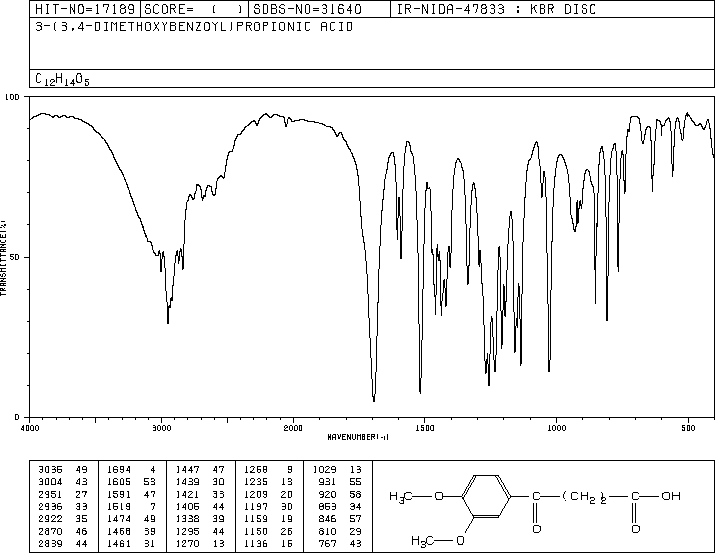 HIT-NO=17189 SCORE= ( ) SDBS-NO=31640 IR-NIDA-47833 : KBR DISC
3-(3,4-DIMETHOXYBENZOYL)PROPIONIC ACID
C12H14O5
100
50
0
TRANSMITTANCE(%)
4000 3000 2000 1500 1000 500
WAVENUMBER(-1)
3036 49 1694 4 1447 47 1268 9 1029 13
3004 43 1605 53 1439 30 1235 13 931 55
2951 27 1591 47 1421 33 1209 20 920 58
2936 33 1519 7 1406 44 1197 30 853 34
2922 35 1474 49 1338 39 1159 19 846 57
2870 46 1468 39 1295 44 1150 26 810 29
2839 44 1461 31 1270 13 1136 16 767 43
H3C O C (CH2)2 C OH
O O
H3C O